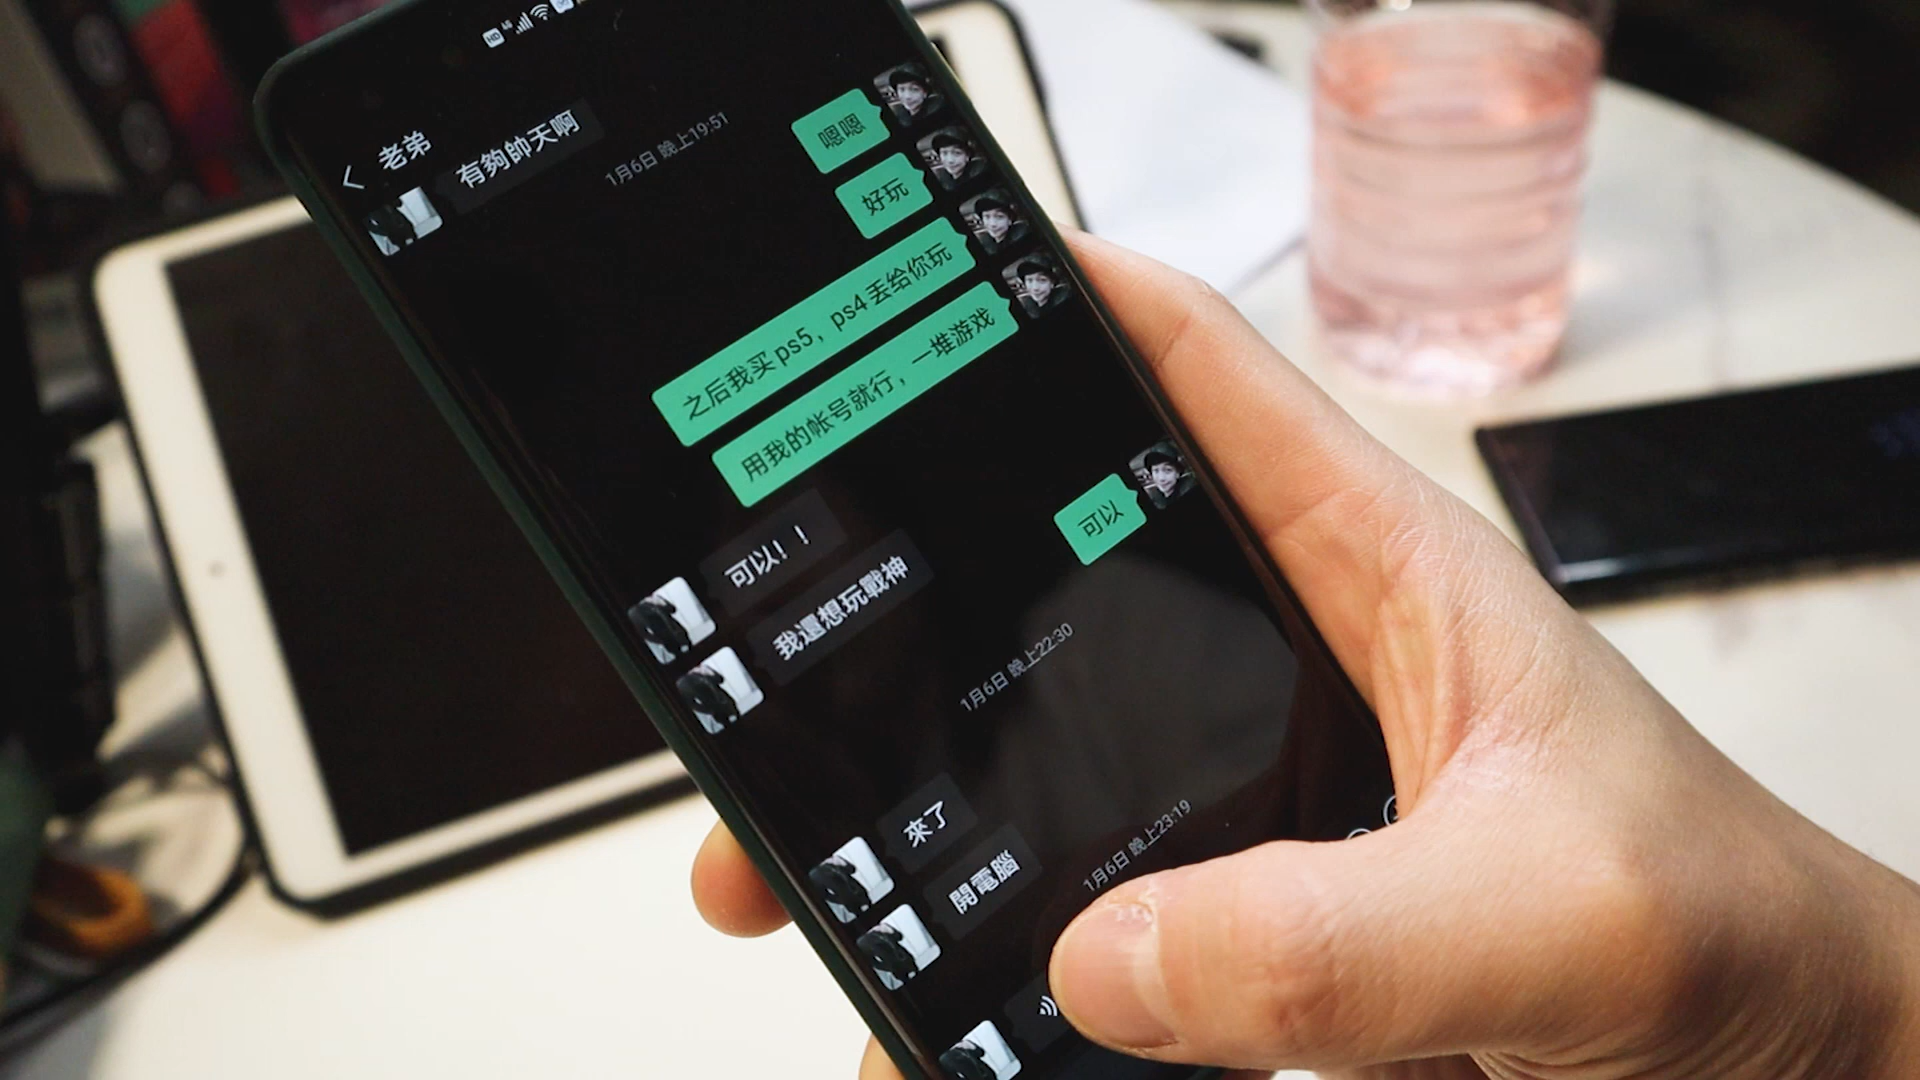 HD
老弟
有夠帥天啊
1月6日 晚上19:51
嗯嗯
好玩
之后我买ps5，ps4丢给你玩
用我的帐号就行，一堆游戏
可以！！
我還想玩戰神
可以
1月6日 晚上22:30
來了
開電腦
1月6日 晚上23:19